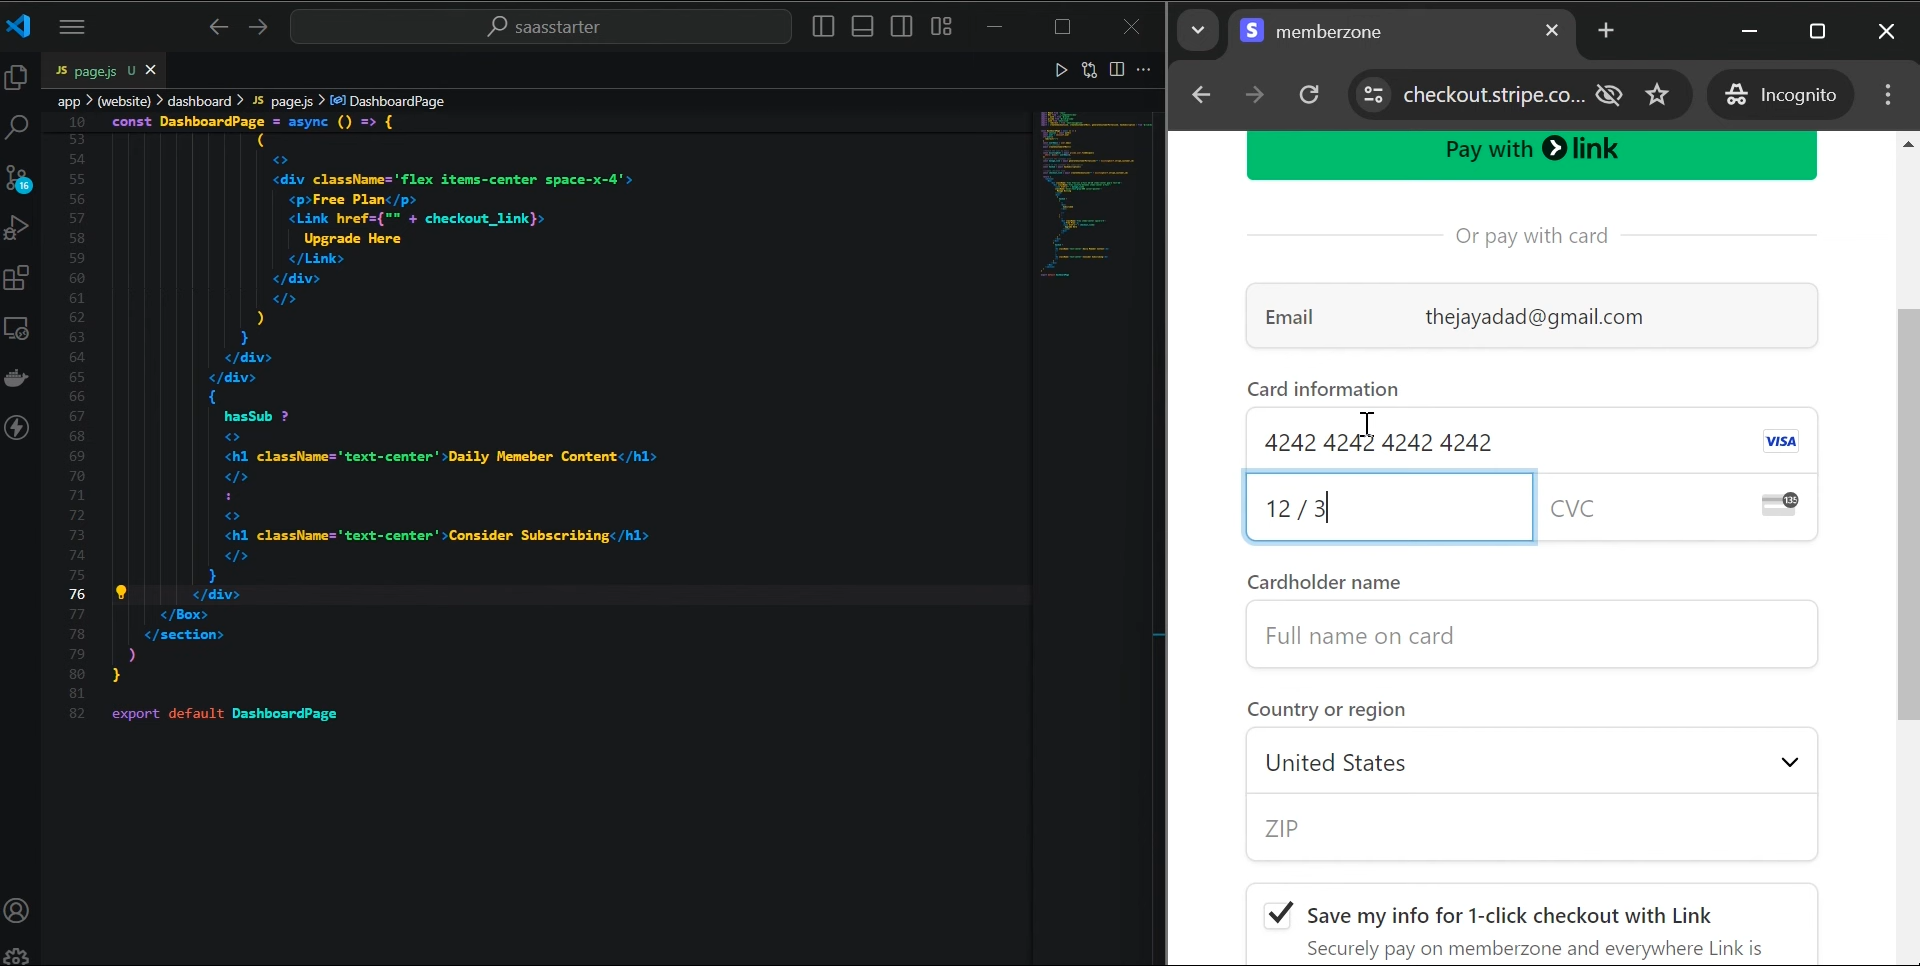 saasstarter
JS page.js U
app > (website) > dashboard > JS page.js > DashboardPage
10 const DashboardPage = async () => {
53 (
54 <>
55 <div className='flex items-center space-x-4'>
56 <p>Free Plan</p>
57 <Link href={"" + checkout_link}>
58 Upgrade Here
59 </Link>
60 </div>
61 </>
62 )
63 }
64 </div>
65 </div>
66 {
67 hasSub ?
68 <>
69 <h1 className='text-center'>Daily Memeber Content</h1>
70 </>
71 :
72 <>
73 <h1 className='text-center'>Consider Subscribing</h1>
74 </>
75 }
76 </div>
77 </Box>
78 </section>
79 )
80 }
81
82 export default DashboardPage
16
S memberzone
checkout.stripe.co...
Incognito
Pay with link
Or pay with card
Email thejayadad@gmail.com
Card information
4242 4242 4242 4242 VISA
12 / 3 CVC 135
Cardholder name
Full name on card
Country or region
United States
ZIP
Save my info for 1-click checkout with Link
Securely pay on memberzone and everywhere Link is